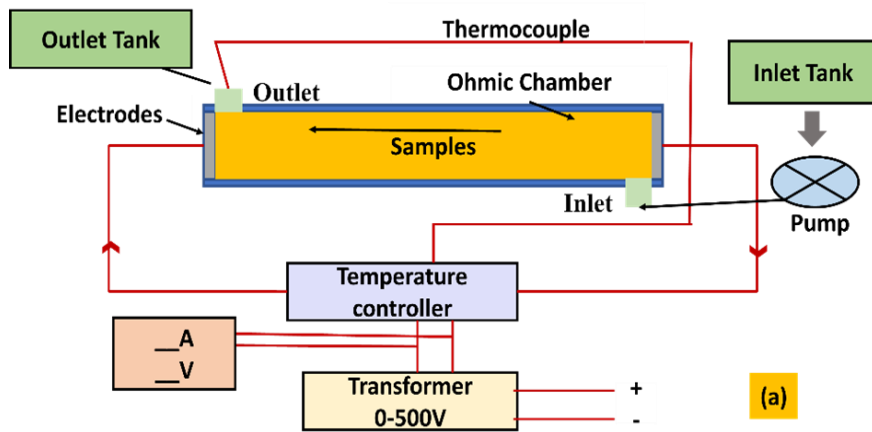 Outlet Tank
Thermocouple
Inlet Tank
Outlet
Ohmic Chamber
Electrodes
Samples
Inlet
Pump
Temperature
controller
__A
__V
Transformer
0-500V
+
-
(a)